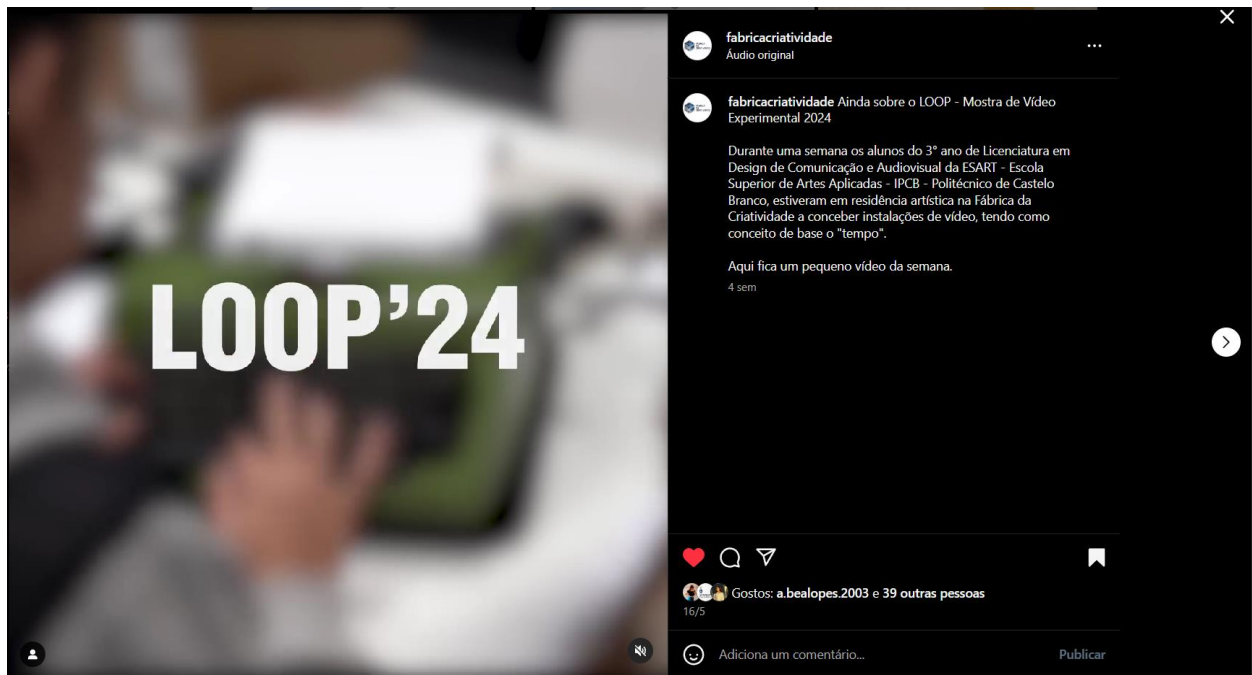 LOOP’24
fabricacriatividade
Áudio original
fabricacriatividade Ainda sobre o LOOP - Mostra de Vídeo
Experimental 2024
Durante uma semana os alunos do 3º ano de Licenciatura em
Design de Comunicação e Audiovisual da ESART - Escola
Superior de Artes Aplicadas - IPCB - Politécnico de Castelo
Branco, estiveram em residência artística na Fábrica da
Criatividade a conceber instalações de vídeo, tendo como
conceito de base o "tempo".
Aqui fica um pequeno vídeo da semana.
4 sem
Gostos: a.bealopes.2003 e 39 outras pessoas
16/5
Adiciona um comentário...
Publicar